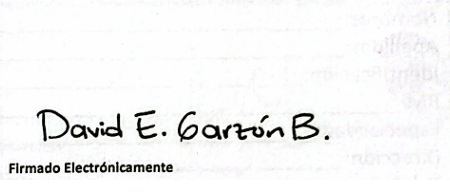 David E. Garzón B.
Firmado Electrónicamente